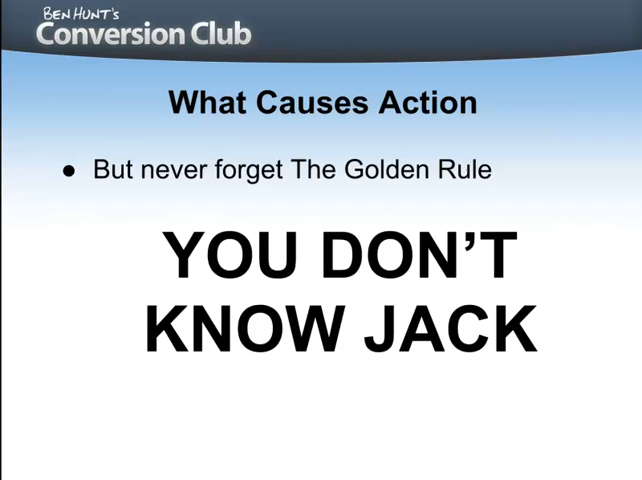 BEN HUNT'S
Conversion Club
What Causes Action
● But never forget The Golden Rule
YOU DON’T
KNOW JACK